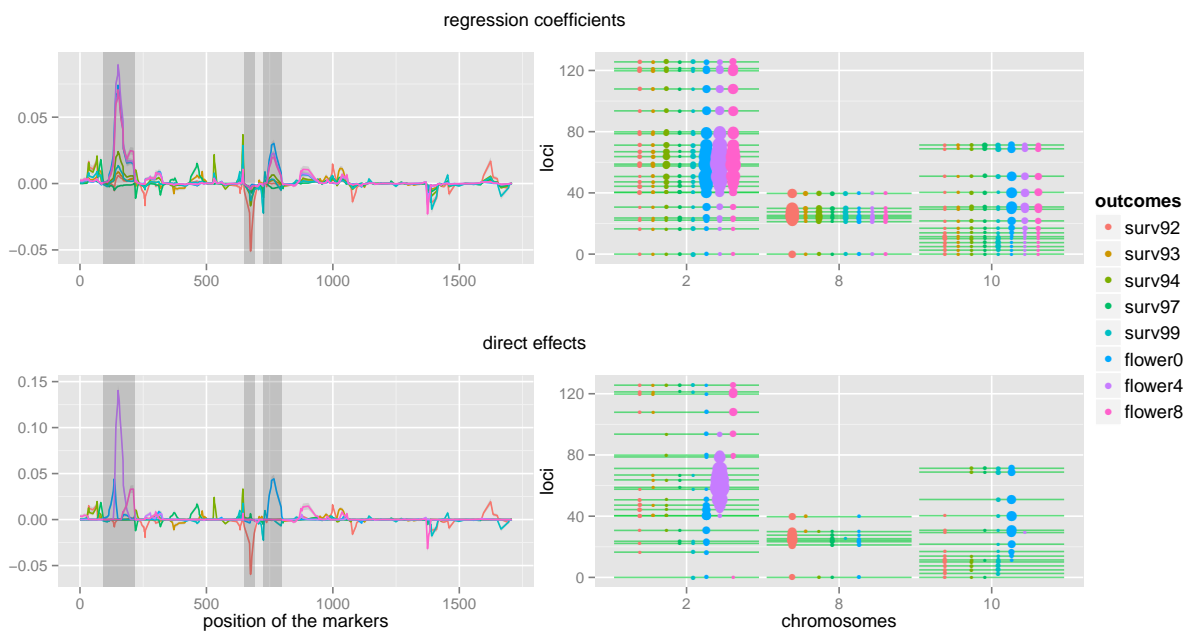 regression coefficients
0.05
0.00
−0.05
0
500
1000
1500
loci
120
80
40
0
2
8
10
outcomes
surv92
surv93
surv94
surv97
surv99
flower0
flower4
flower8
direct effects
0.15
0.10
0.05
0.00
−0.05
0
500
1000
1500
position of the markers
loci
120
80
40
0
2
8
10
chromosomes